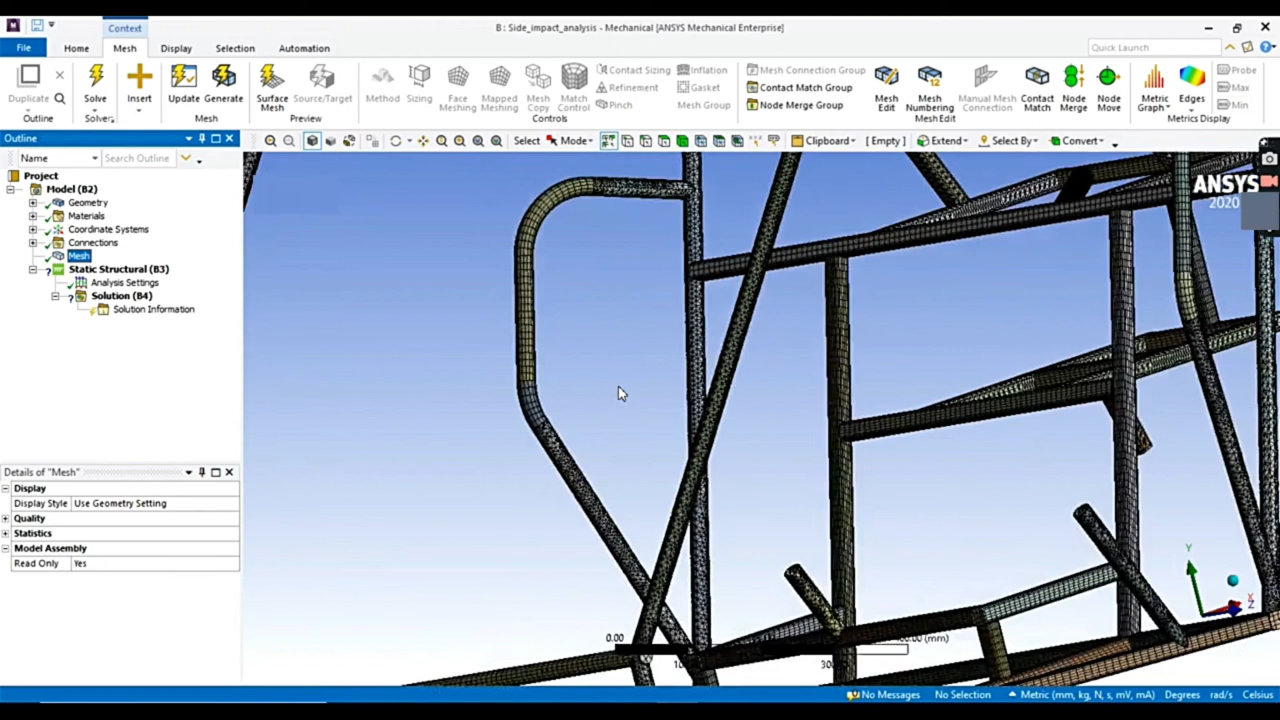 Context
B : Side_impact_analysis - Mechanical [ANSYS Mechanical Enterprise]
File Home Mesh Display Selection Automation Quick Launch
Duplicate Solve Insert Update Generate Surface Mesh Source/Target Method Sizing Face Meshing Mapped Meshing Mesh Copy Match Control
Contact Sizing Inflation
Refinement Gasket
Pinch Mesh Group
Mesh Connection Group
Contact Match Group
Node Merge Group
Mesh Edit Mesh Numbering Manual Mesh Connection Contact Match Node Merge Node Move Metric Graph Edges
Probe
Max
Min
Outline Solver Mesh Preview Controls Mesh Edit Metrics Display
Outline
Select Mode Clipboard [ Empty ] Extend Select By Convert
Name Search Outline
Project
Model (B2)
Geometry
Materials
Coordinate Systems
Connections
Mesh
Static Structural (B3)
Analysis Settings
Solution (B4)
Solution Information
ANSYS
2020
Details of "Mesh"
Display
Display Style Use Geometry Setting
Quality
Statistics
Model Assembly
Read Only Yes
Y
X
Z
0.00
(mm)
No Messages No Selection Metric (mm, kg, N, s, mV, mA) Degrees rad/s Celsius